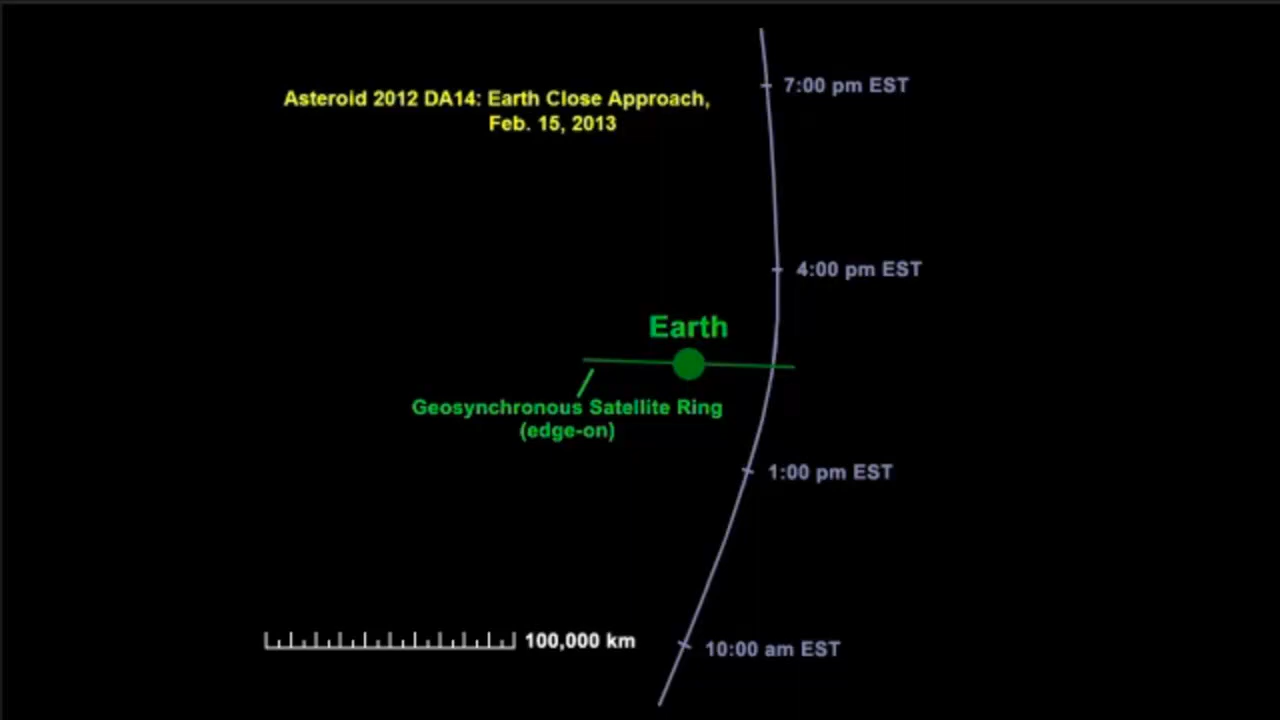 Asteroid 2012 DA14: Earth Close Approach,
Feb. 15, 2013
7:00 pm EST
4:00 pm EST
Earth
Geosynchronous Satellite Ring
(edge-on)
1:00 pm EST
100,000 km
10:00 am EST